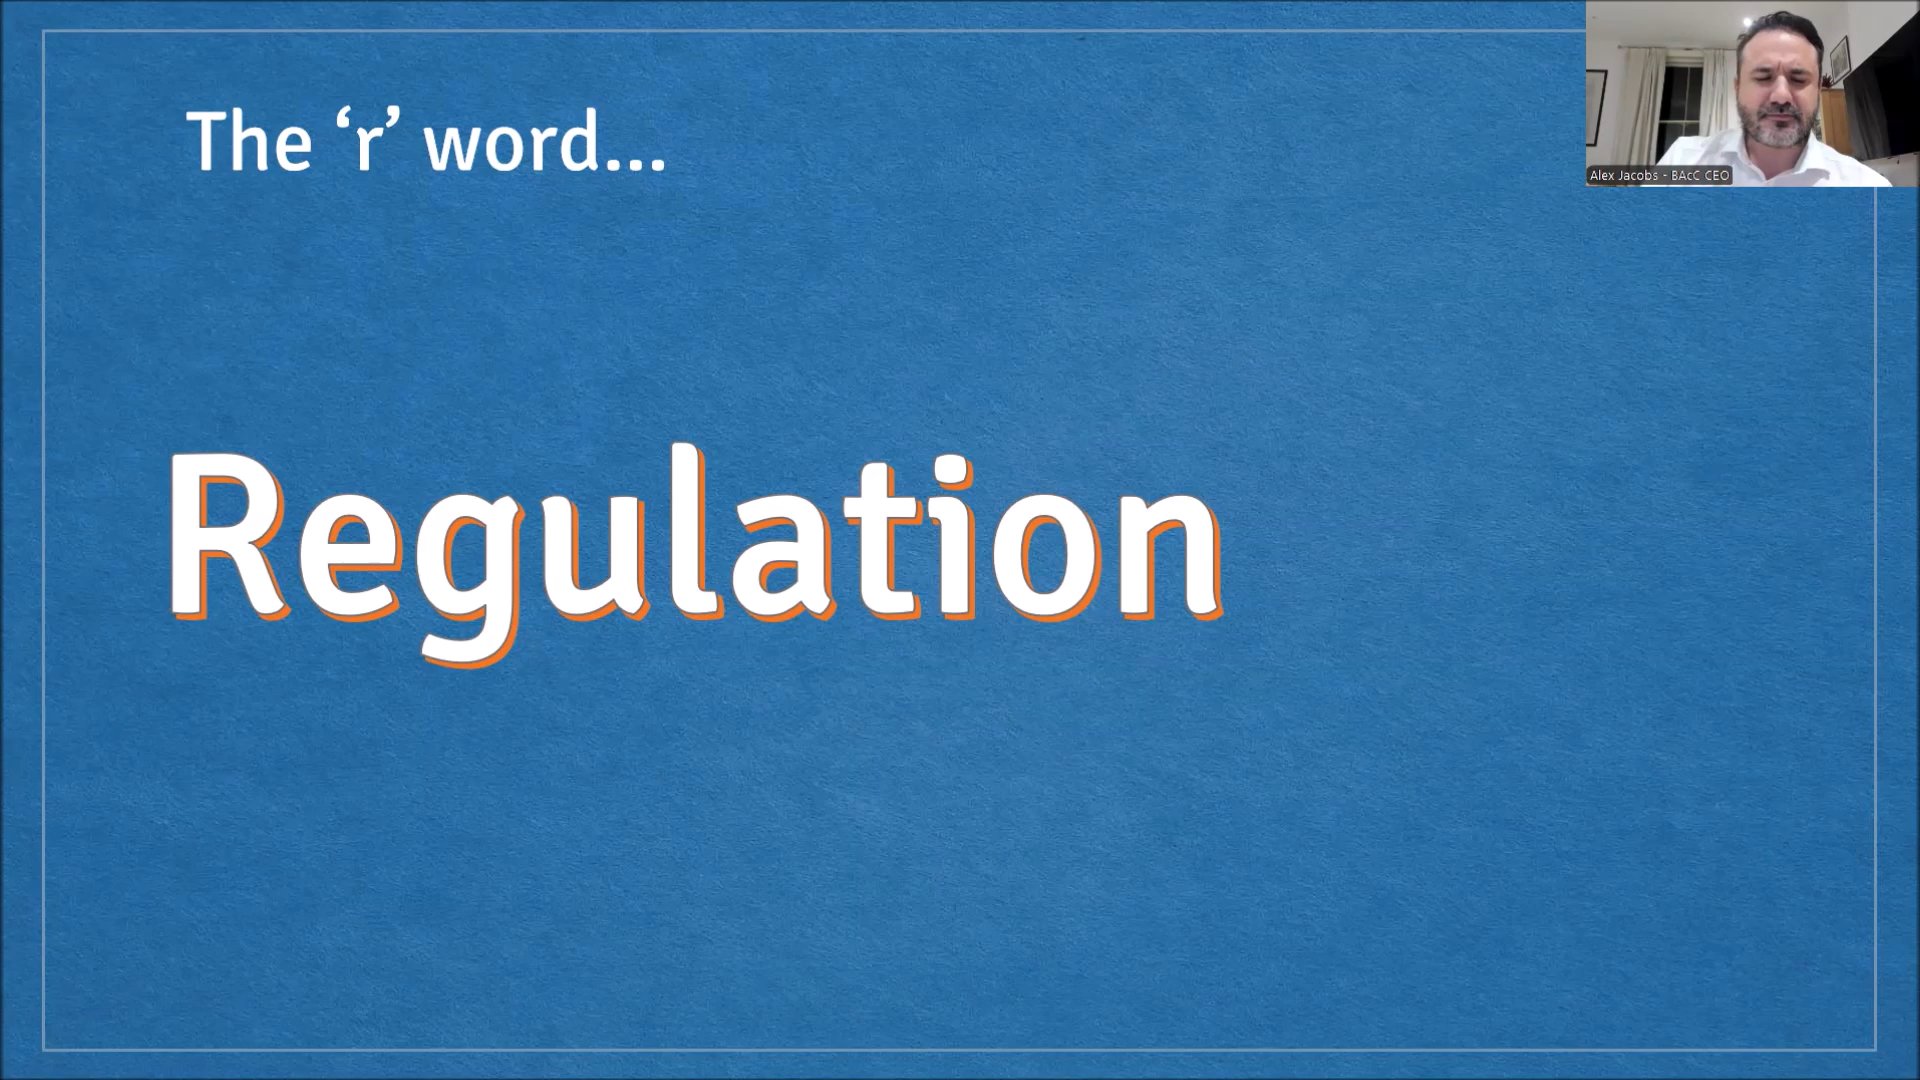 The ‘r’ word...
Alex Jacobs - BAcC CEO
Regulation